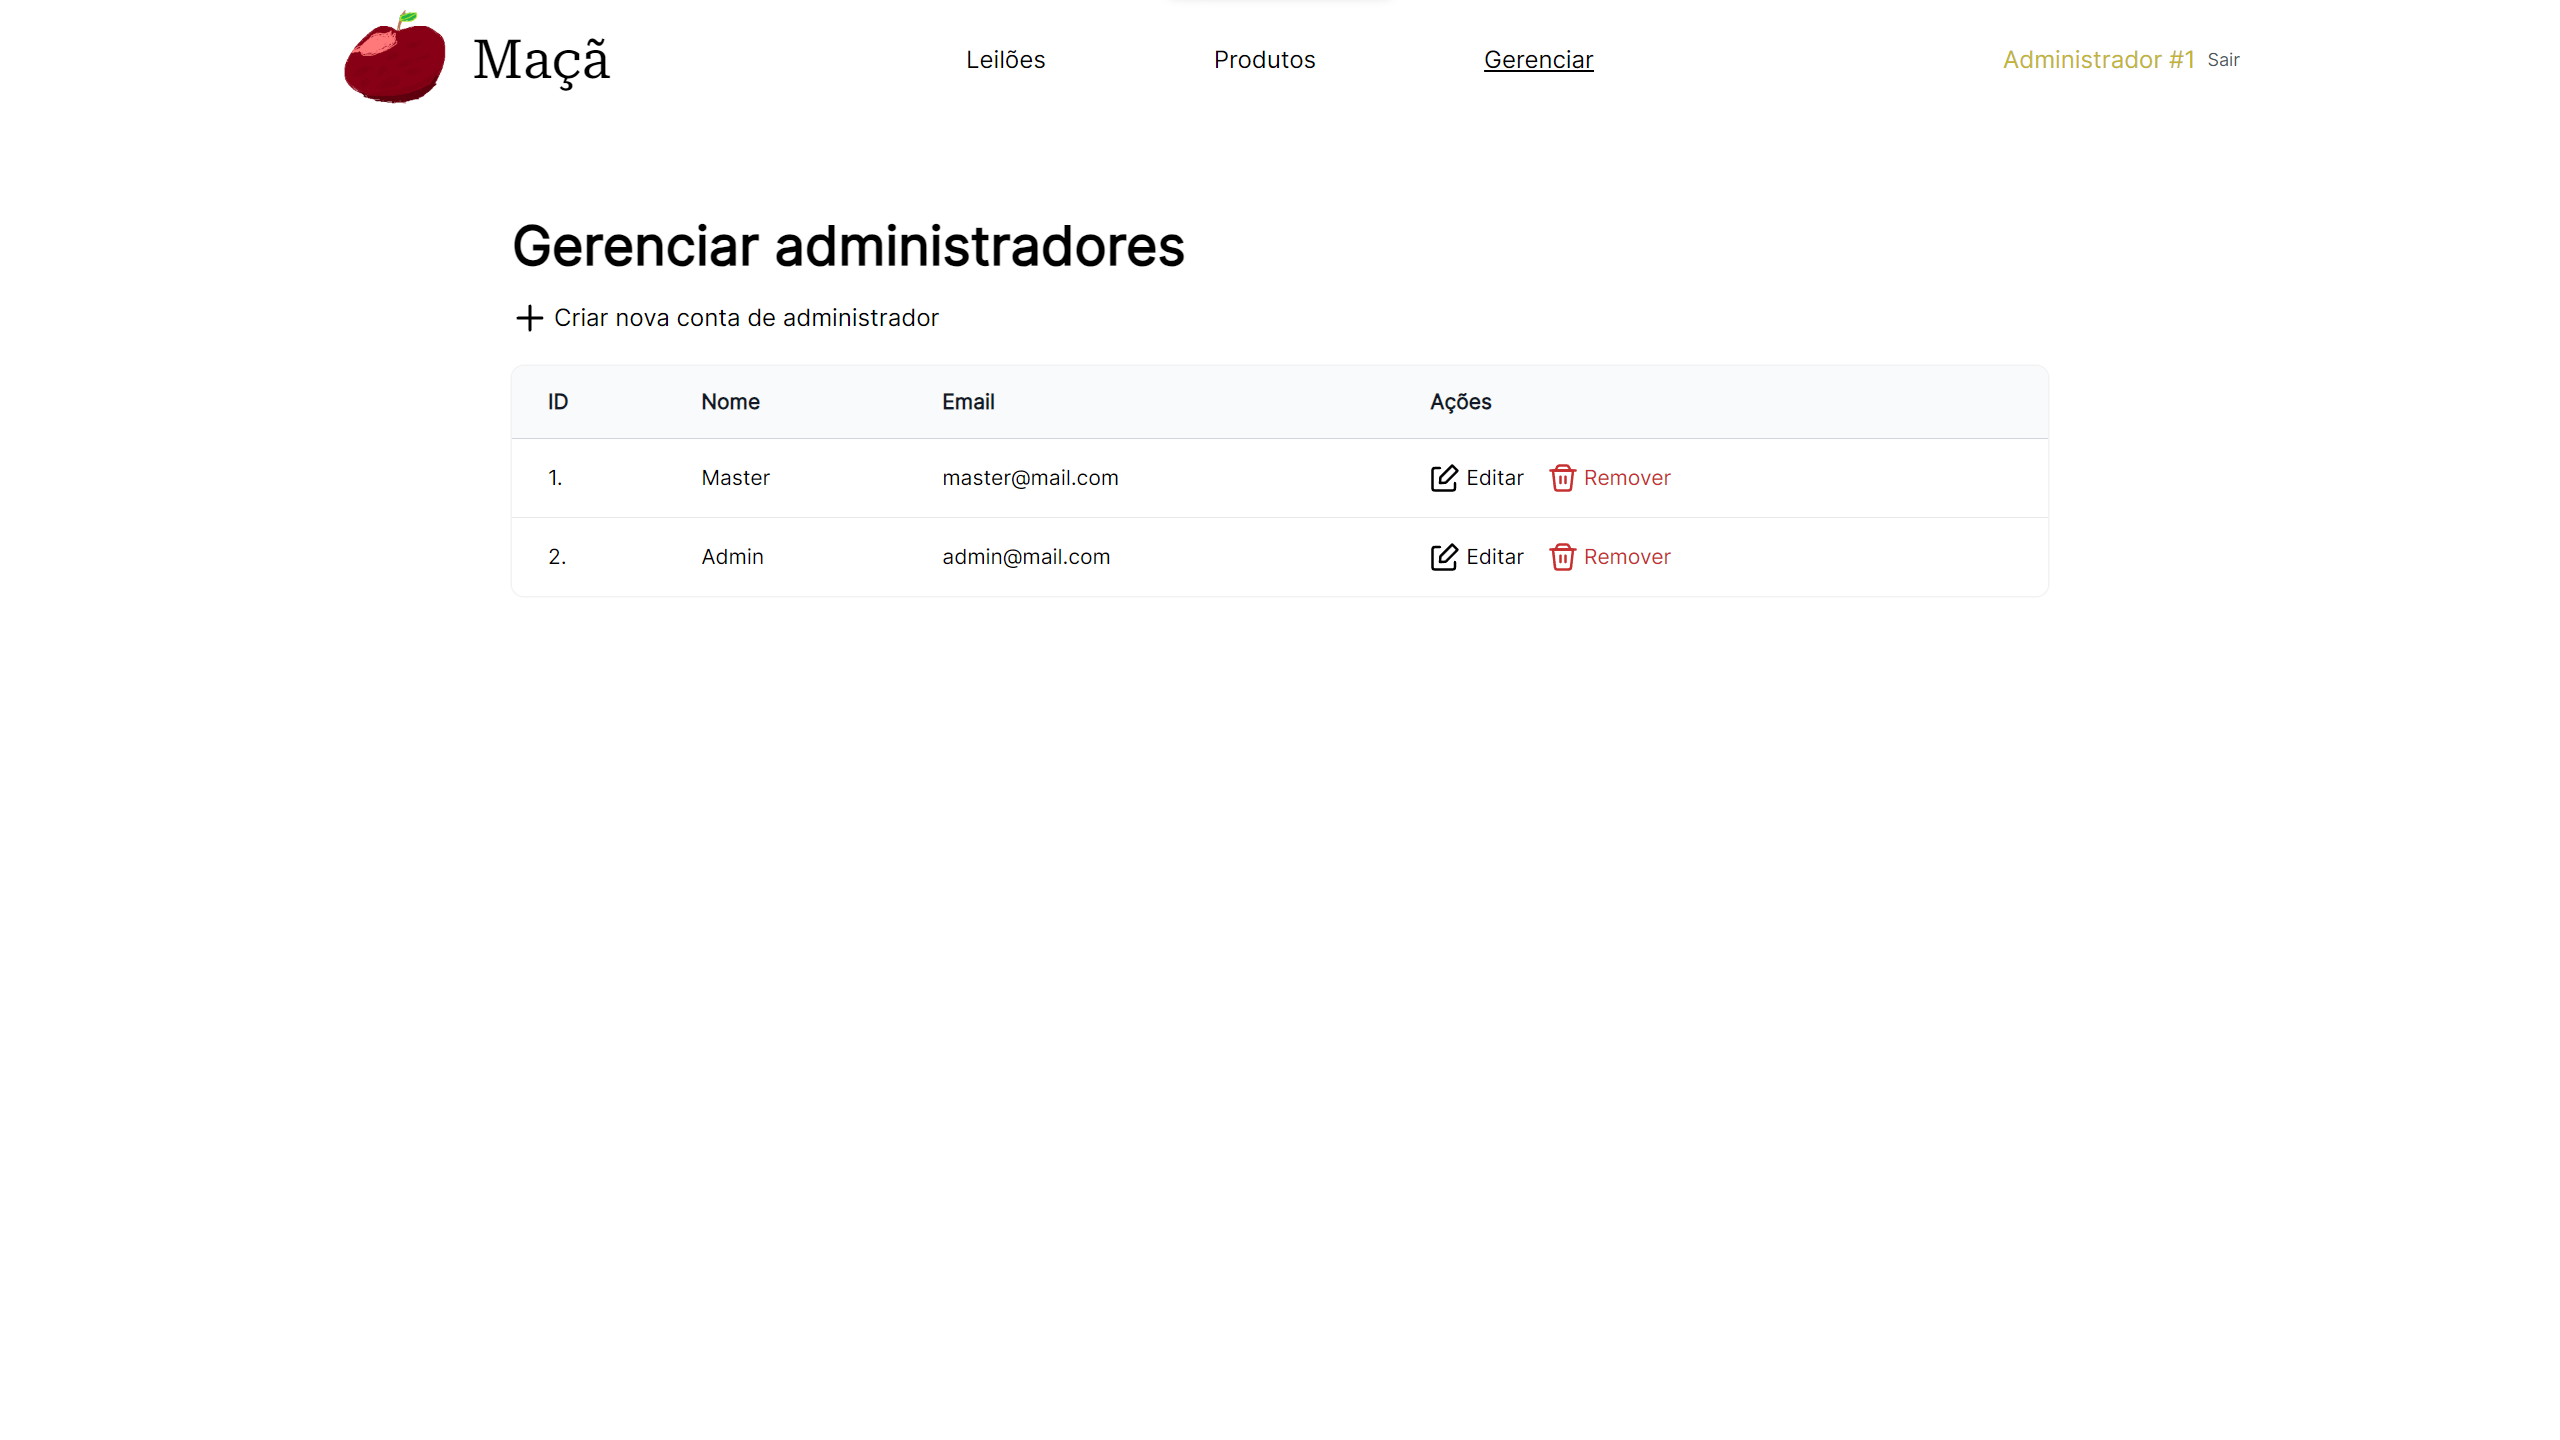 Maçã
Leilões
Produtos
Gerenciar
Administrador #1 Sair
Gerenciar administradores
Criar nova conta de administrador
ID Nome Email Ações
1. Master master@mail.com Editar Remover
2. Admin admin@mail.com Editar Remover